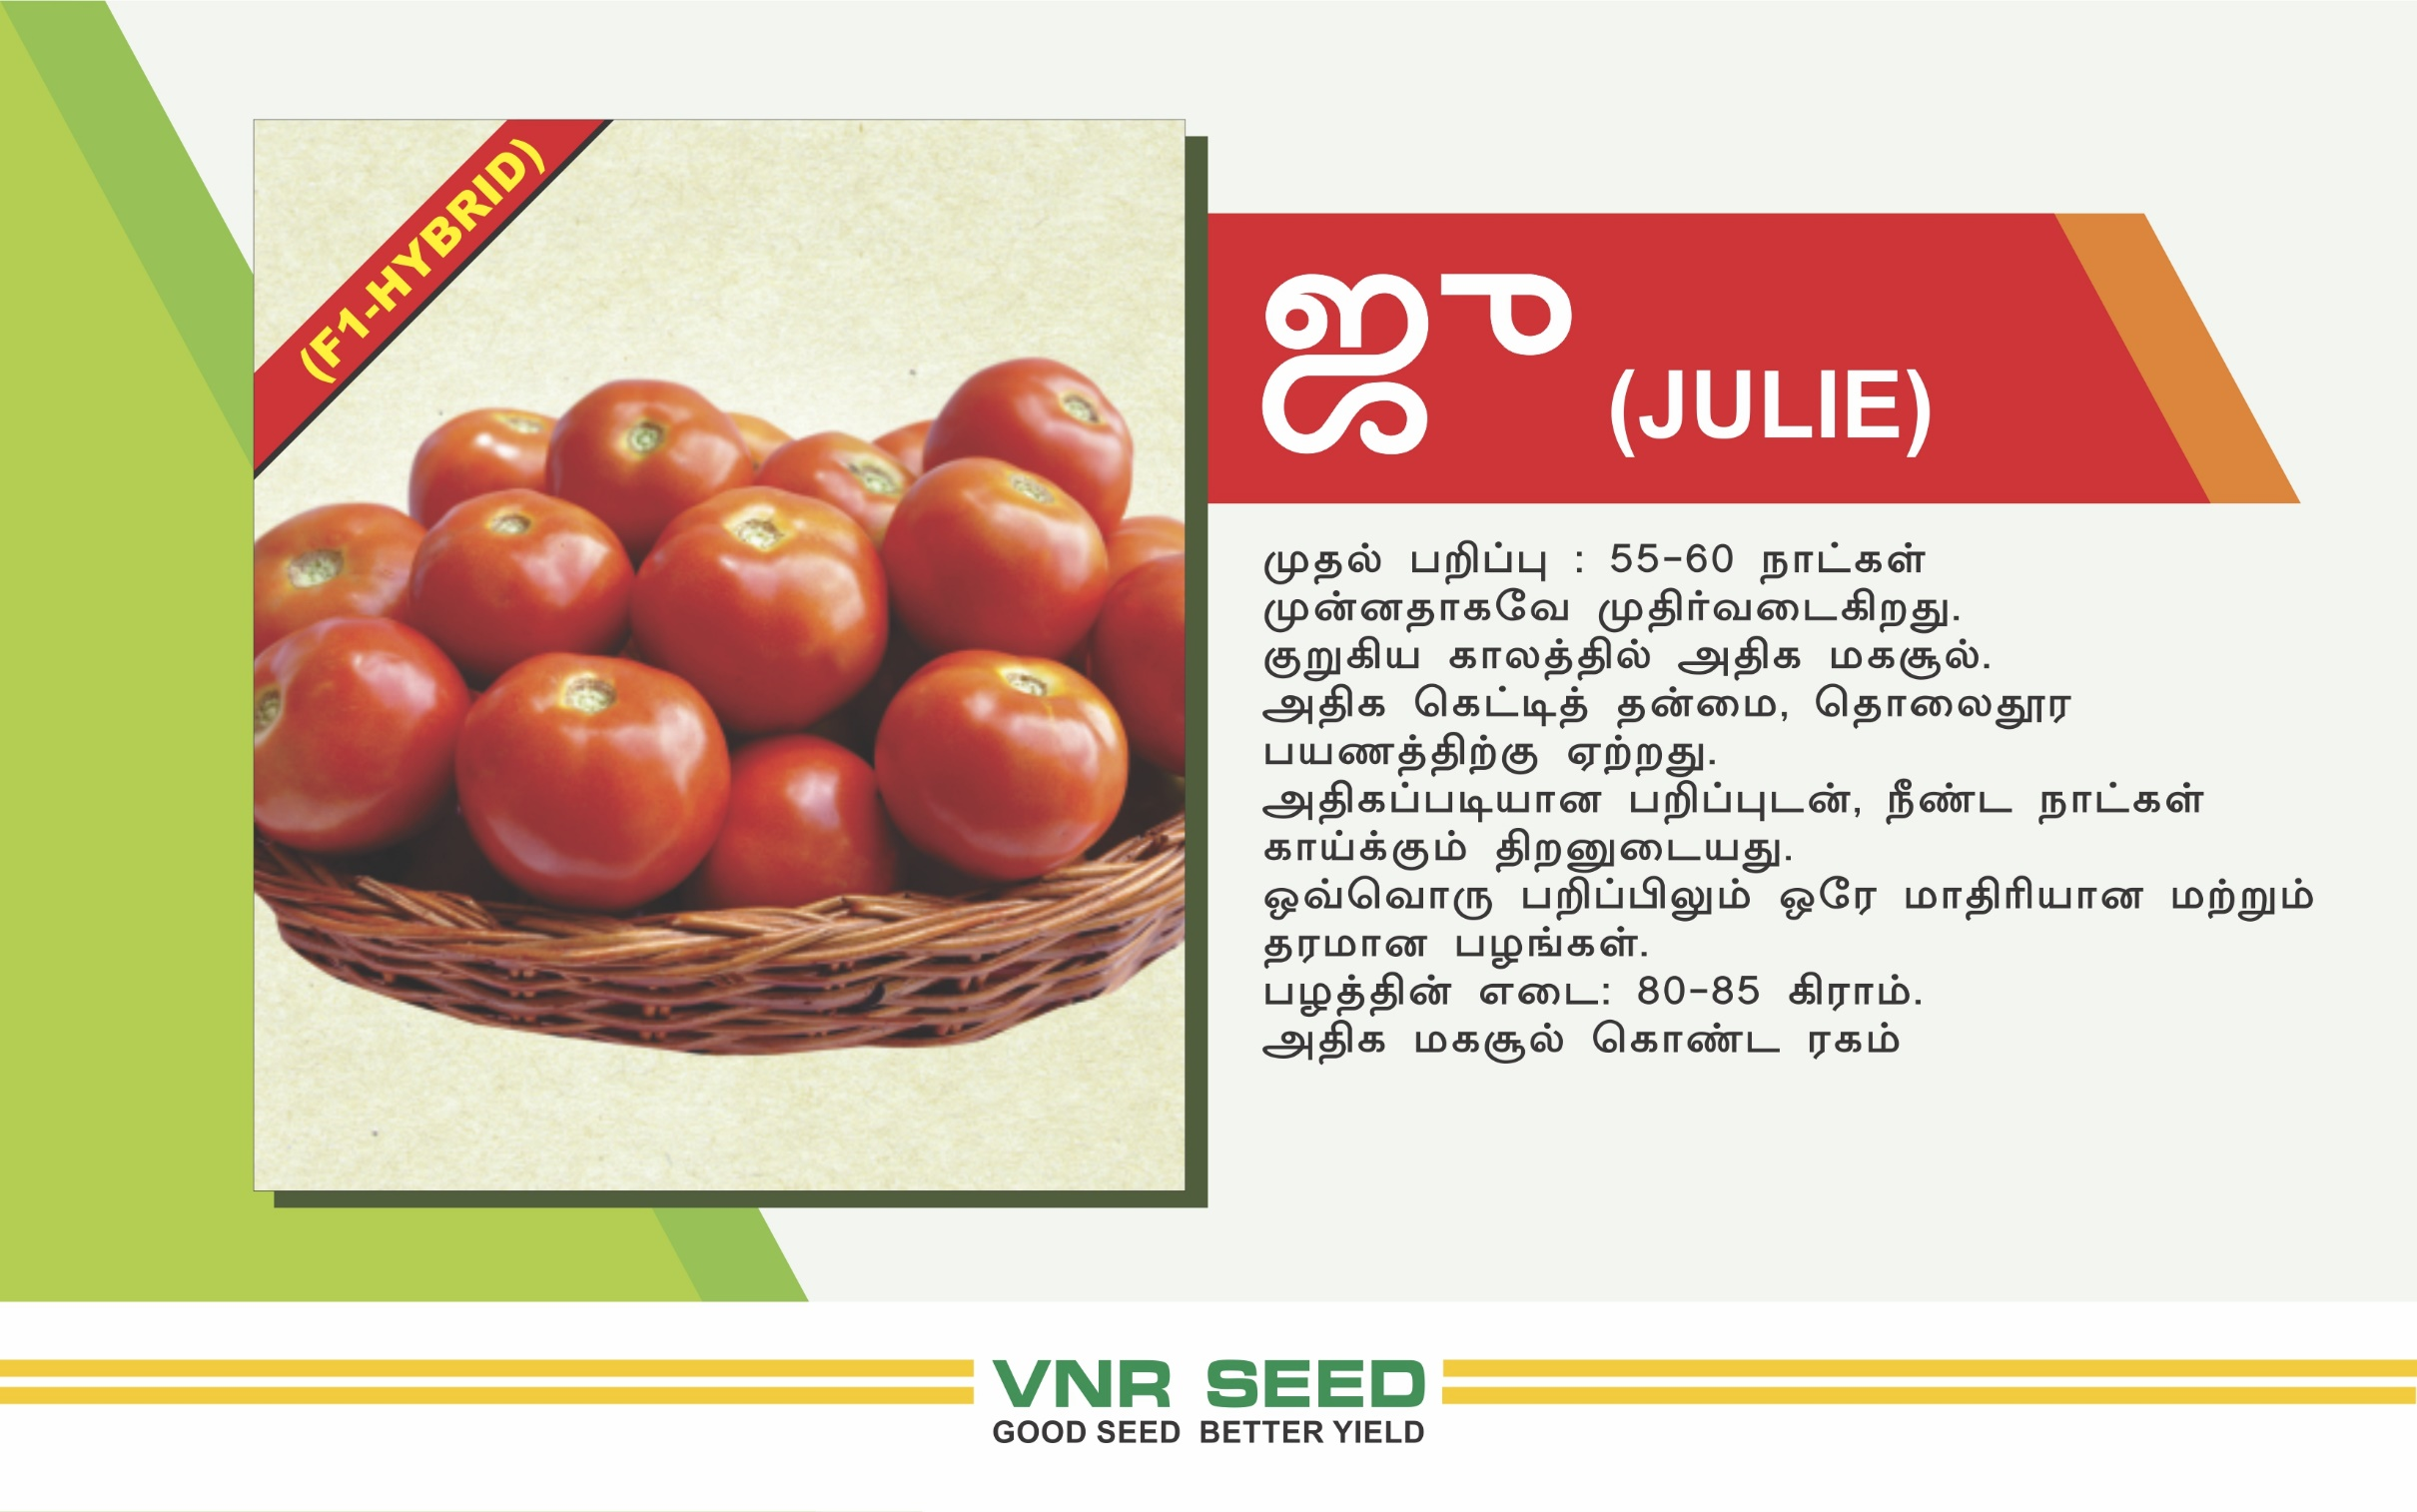 (F1-HYBRID)
ஜூ (JULIE)
முதல் பறிப்பு : 55-60 நாட்கள்
முன்னதாகவே முதிர்வடைகிறது.
குறுகிய காலத்தில் அதிக மகசூல்.
அதிக கெட்டித் தன்மை, தொலைதூர
பயணத்திற்கு ஏற்றது.
அதிகப்படியான பறிப்புடன், நீண்ட நாட்கள்
காய்க்கும் திறனுடையது.
ஒவ்வொரு பறிப்பிலும் ஒரே மாதிரியான மற்றும்
தரமான பழங்கள்.
பழத்தின் எடை: 80-85 கிராம்.
அதிக மகசூல் கொண்ட ரகம்
VNR SEED
GOOD SEED BETTER YIELD